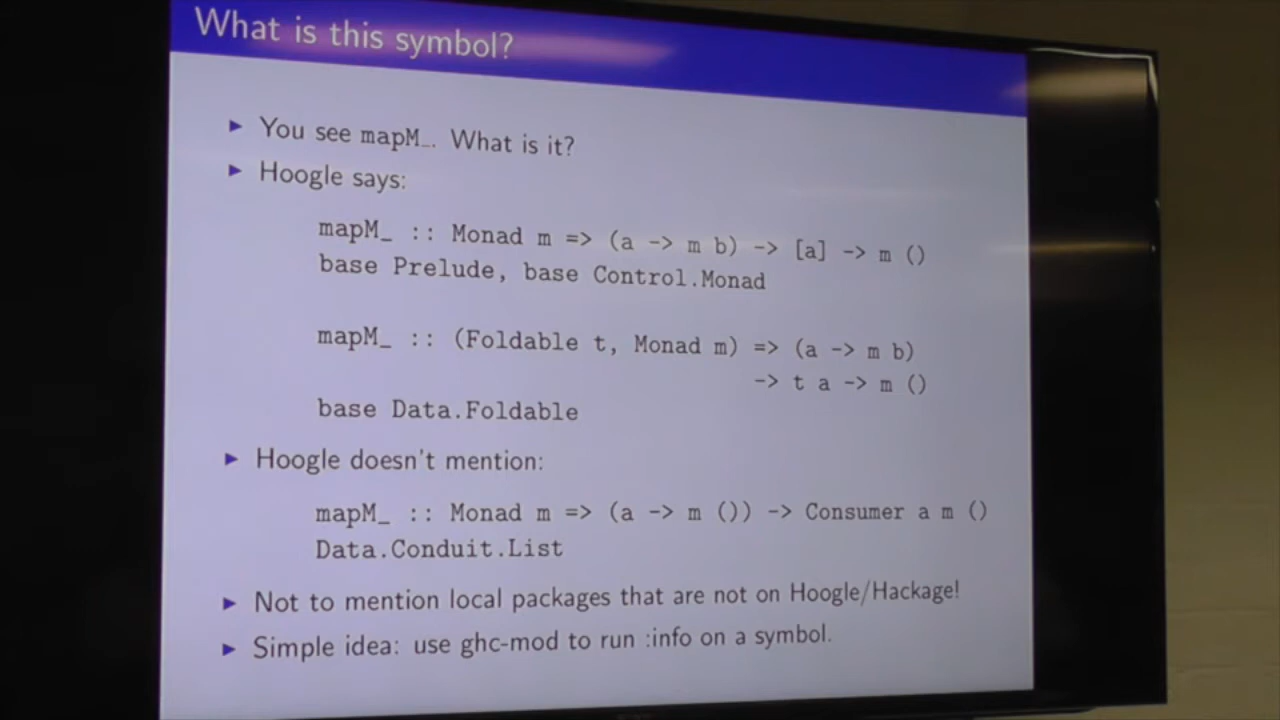 What is this symbol?
▶ You see mapM_. What is it?
▶ Hoogle says:
mapM_ :: Monad m => (a -> m b) -> [a] -> m ()
base Prelude, base Control.Monad
mapM_ :: (Foldable t, Monad m) => (a -> m b)
-> t a -> m ()
base Data.Foldable
▶ Hoogle doesn't mention:
mapM_ :: Monad m => (a -> m ()) -> Consumer a m ()
Data.Conduit.List
▶ Not to mention local packages that are not on Hoogle/Hackage!
▶ Simple idea: use ghc-mod to run :info on a symbol.